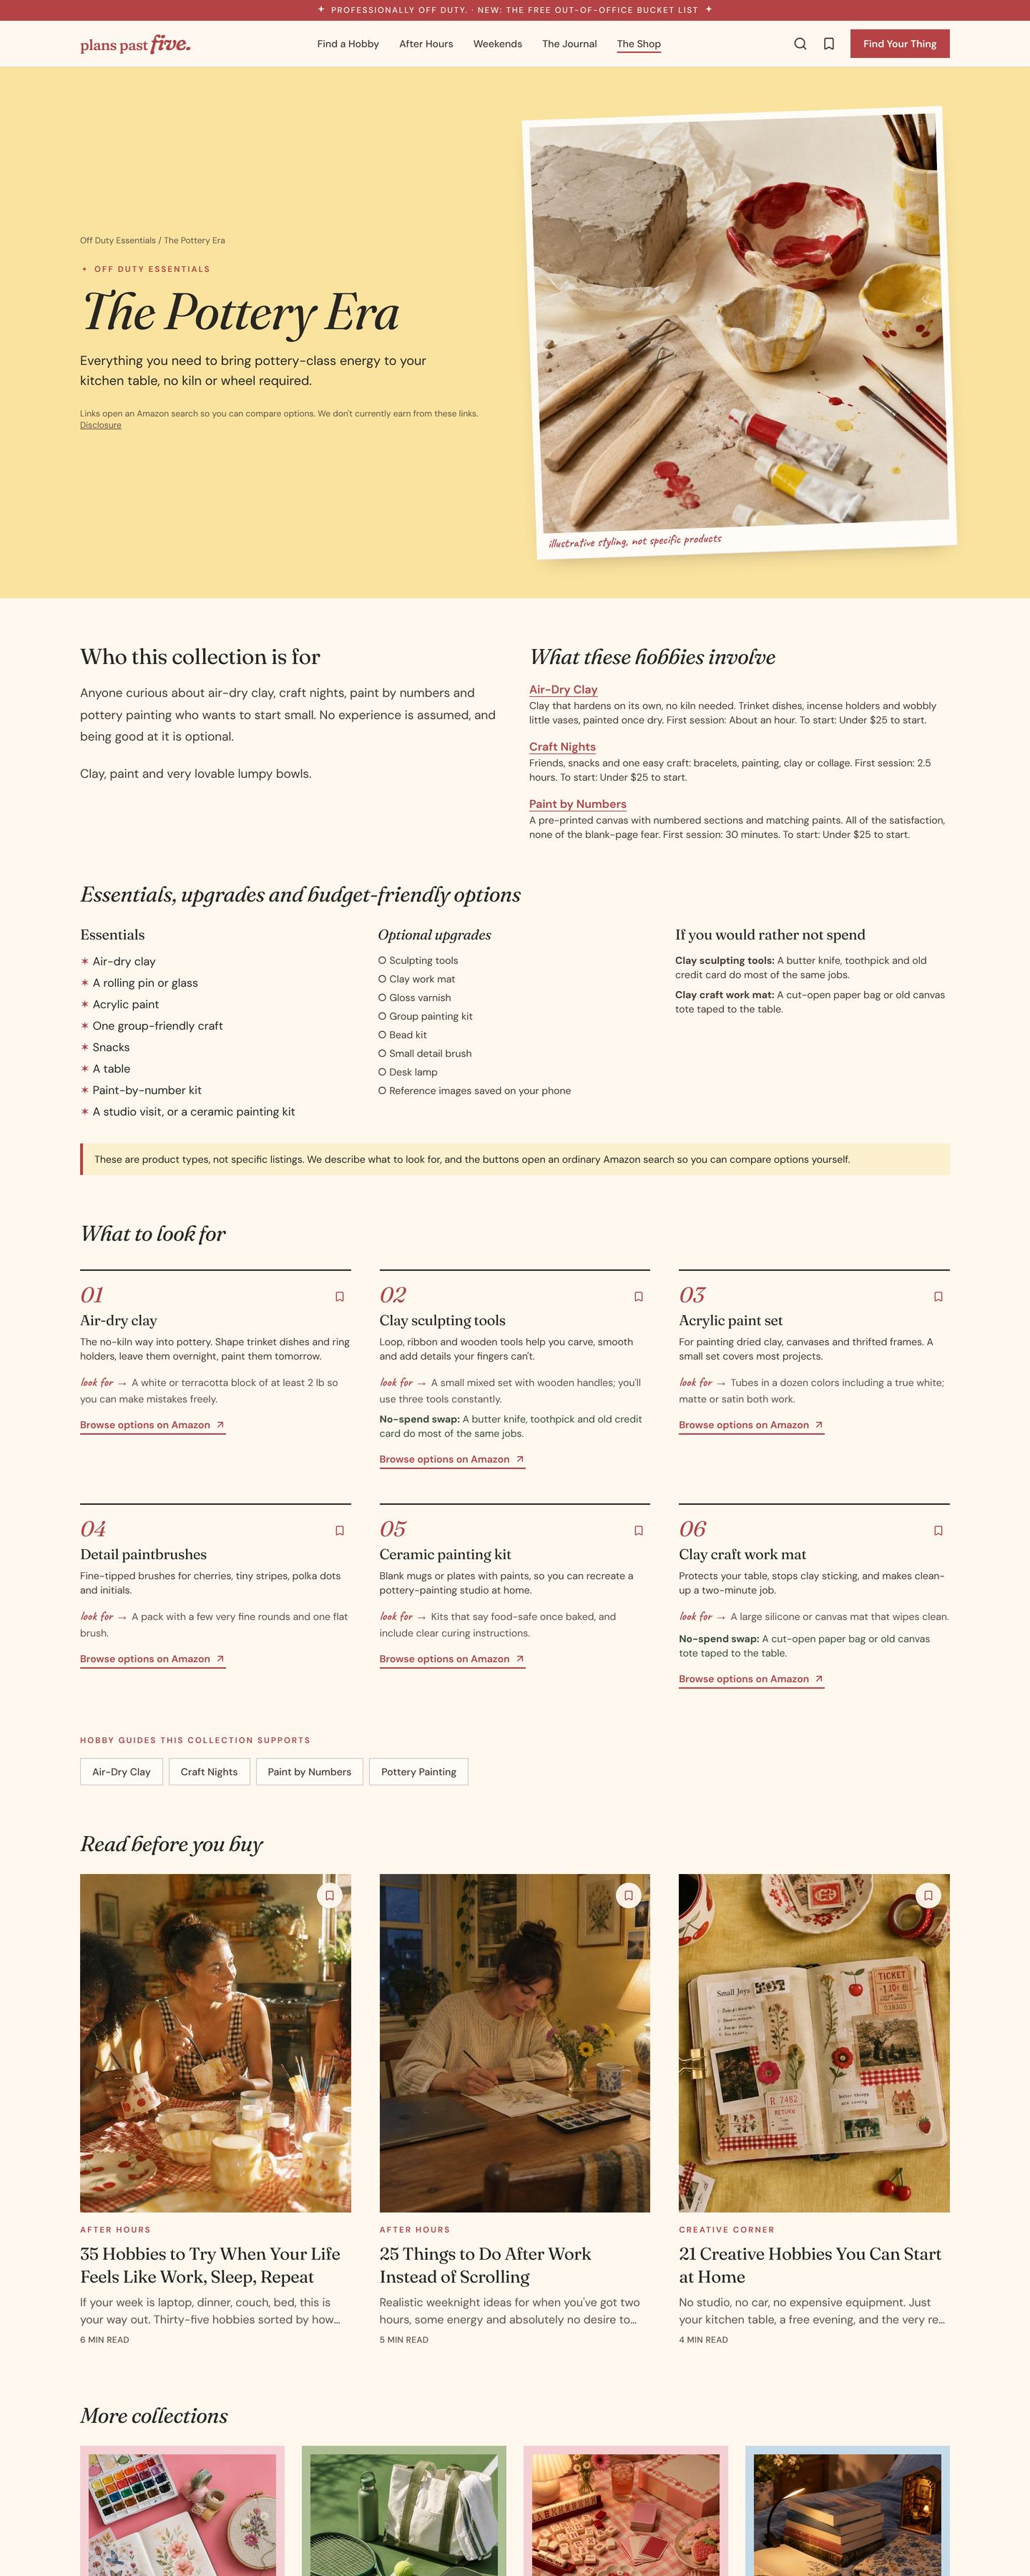 PROFESSIONALLY OFF DUTY. · NEW: THE FREE OUT-OF-OFFICE BUCKET LIST
plans past five.
Find a Hobby
After Hours
Weekends
The Journal
The Shop
Find Your Thing
Off Duty Essentials / The Pottery Era
OFF DUTY ESSENTIALS
The Pottery Era
Everything you need to bring pottery-class energy to your
kitchen table, no kiln or wheel required.
Links open an Amazon search so you can compare options. We don't currently earn from these links.
Disclosure
illustrative styling, not specific products
Who this collection is for
Anyone curious about air-dry clay, craft nights, paint by numbers and
pottery painting who wants to start small. No experience is assumed, and
being good at it is optional.
Clay, paint and very lovable lumpy bowls.
What these hobbies involve
Air-Dry Clay
Clay that hardens on its own, no kiln needed. Trinket dishes, incense holders and wobbly
little vases, painted once dry. First session: About an hour. To start: Under $25 to start.
Craft Nights
Friends, snacks and one easy craft: bracelets, painting, clay or collage. First session: 2.5
hours. To start: Under $25 to start.
Paint by Numbers
A pre-printed canvas with numbered sections and matching paints. All of the satisfaction,
none of the blank-page fear. First session: 30 minutes. To start: Under $25 to start.
Essentials, upgrades and budget-friendly options
Essentials
Air-dry clay
A rolling pin or glass
Acrylic paint
One group-friendly craft
Snacks
A table
Paint-by-number kit
A studio visit, or a ceramic painting kit
Optional upgrades
Sculpting tools
Clay work mat
Gloss varnish
Group painting kit
Bead kit
Small detail brush
Desk lamp
Reference images saved on your phone
If you would rather not spend
Clay sculpting tools: A butter knife, toothpick and old
credit card do most of the same jobs.
Clay craft work mat: A cut-open paper bag or old canvas
tote taped to the table.
These are product types, not specific listings. We describe what to look for, and the buttons open an ordinary Amazon search so you can compare options yourself.
What to look for
01
Air-dry clay
The no-kiln way into pottery. Shape trinket dishes and ring
holders, leave them overnight, paint them tomorrow.
look for → A white or terracotta block of at least 2 lb so
you can make mistakes freely.
Browse options on Amazon
02
Clay sculpting tools
Loop, ribbon and wooden tools help you carve, smooth
and add details your fingers can't.
look for → A small mixed set with wooden handles; you'll
use three tools constantly.
No-spend swap: A butter knife, toothpick and old credit
card do most of the same jobs.
Browse options on Amazon
03
Acrylic paint set
For painting dried clay, canvases and thrifted frames. A
small set covers most projects.
look for → Tubes in a dozen colors including a true white;
matte or satin both work.
Browse options on Amazon
04
Detail paintbrushes
Fine-tipped brushes for cherries, tiny stripes, polka dots
and initials.
look for → A pack with a few very fine rounds and one flat
brush.
Browse options on Amazon
05
Ceramic painting kit
Blank mugs or plates with paints, so you can recreate a
pottery-painting studio at home.
look for → Kits that say food-safe once baked, and
include clear curing instructions.
Browse options on Amazon
06
Clay craft work mat
Protects your table, stops clay sticking, and makes clean-
up a two-minute job.
look for → A large silicone or canvas mat that wipes clean.
No-spend swap: A cut-open paper bag or old canvas
tote taped to the table.
Browse options on Amazon
HOBBY GUIDES THIS COLLECTION SUPPORTS
Air-Dry Clay
Craft Nights
Paint by Numbers
Pottery Painting
Read before you buy
Small Joys
TICKET
R 7482
RETURN
better things
are coming
AFTER HOURS
35 Hobbies to Try When Your Life
Feels Like Work, Sleep, Repeat
If your week is laptop, dinner, couch, bed, this is
your way out. Thirty-five hobbies sorted by how…
6 MIN READ
AFTER HOURS
25 Things to Do After Work
Instead of Scrolling
Realistic weeknight ideas for when you've got two
hours, some energy and absolutely no desire to…
5 MIN READ
CREATIVE CORNER
21 Creative Hobbies You Can Start
at Home
No studio, no car, no expensive equipment. Just
your kitchen table, a free evening, and the very re…
4 MIN READ
More collections